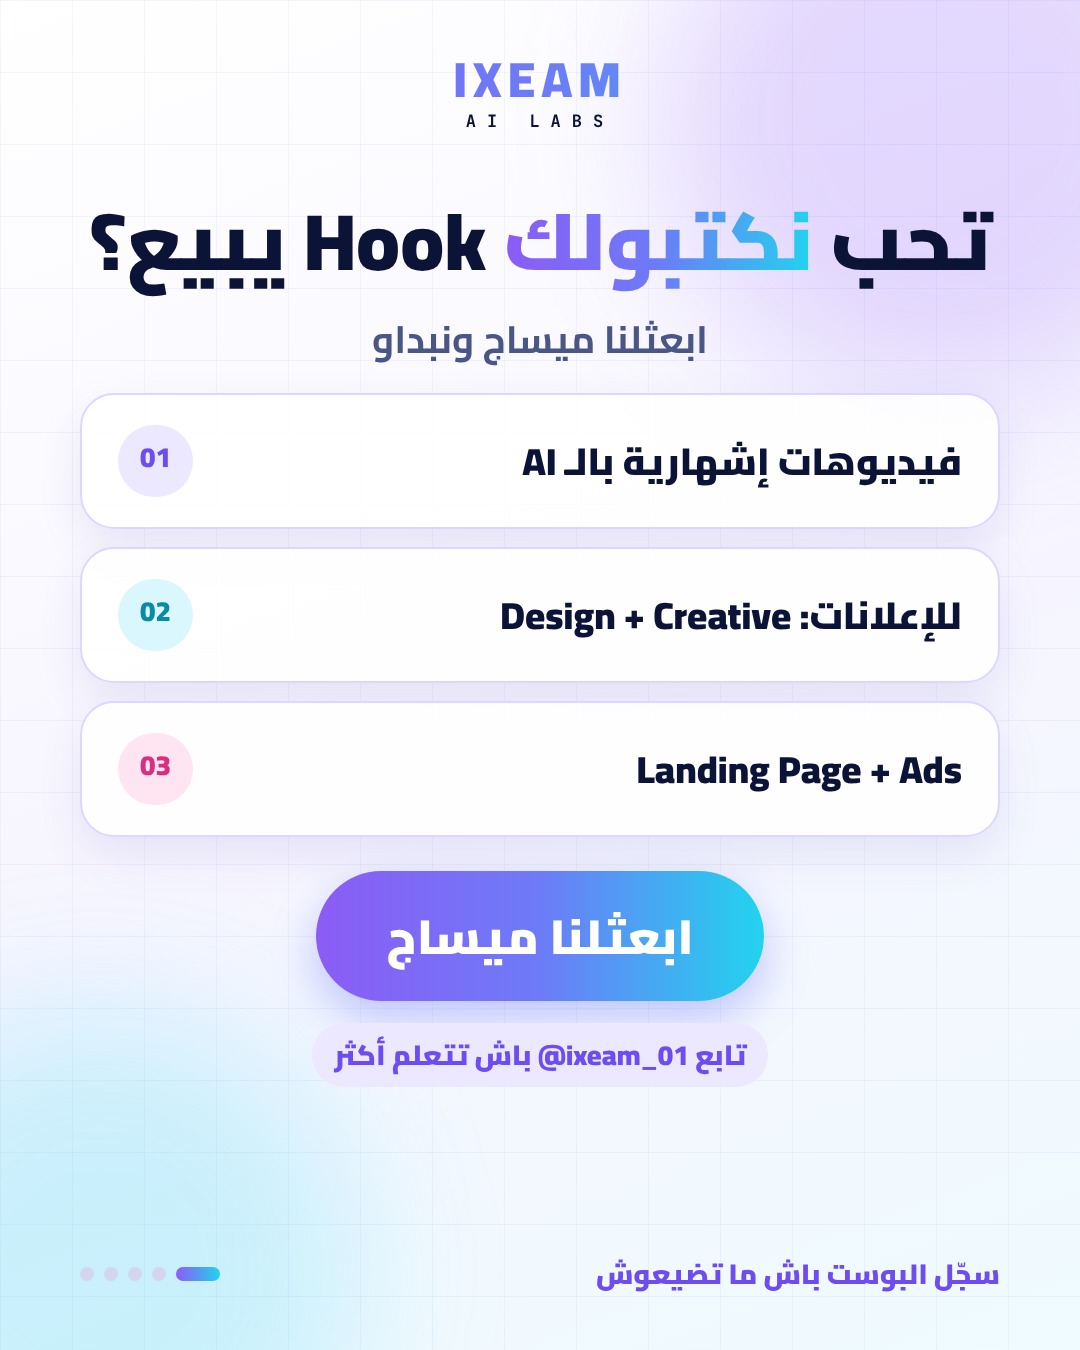 IXEAM
AI LABS
تحب نكتبولك Hook يبيع؟
ابعثلنا ميساج ونبداو
فيديوهات إشهارية بالـ AI
01
للإعلانات: Design + Creative
02
Landing Page + Ads
03
ابعثلنا ميساج
تابع @ixeam_01 باش تتعلم أكثر
سجّل البوست باش ما تضيعوش